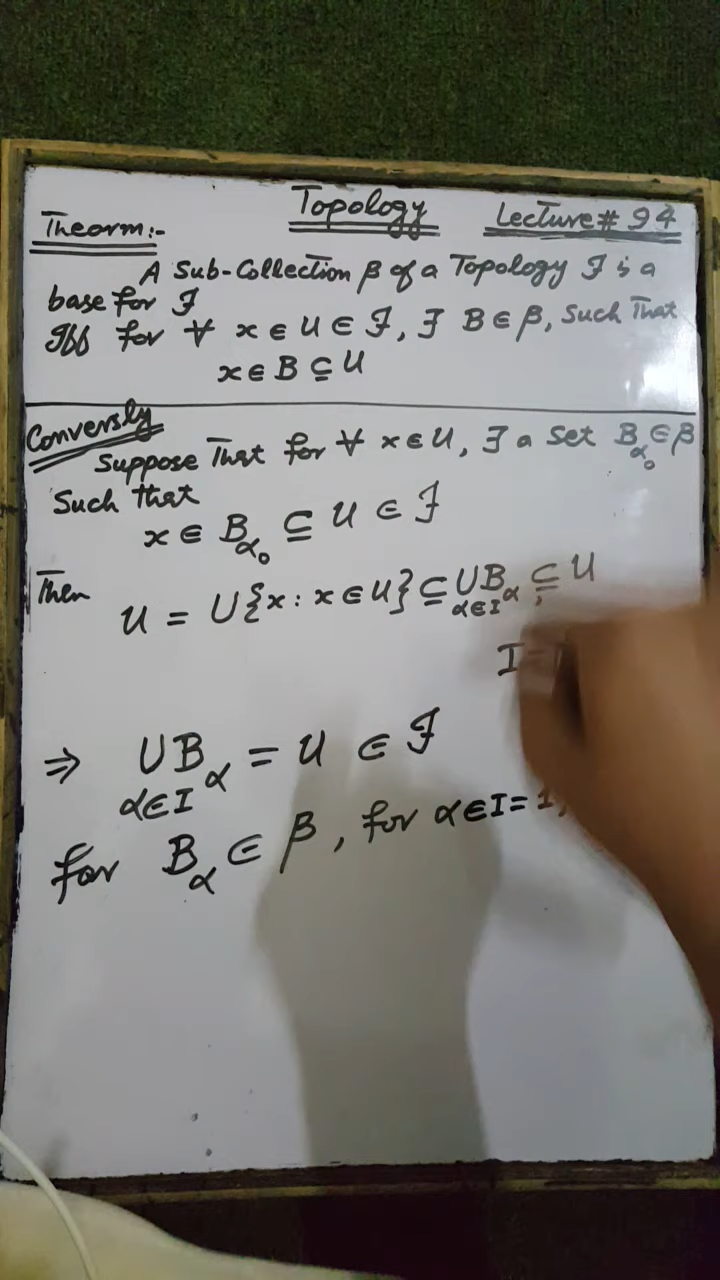 Topology
Lecture# 94
Theorm:-
A Sub-Collection β of a Topology Ƒ is a
base for Ƒ
Iff for ∀ x ∈ U ∈ Ƒ, ∃ B ∈ β, Such That
x ∈ B ⊆ U
Conversly
Suppose That for ∀ x ∈ U, ∃ a Set B_α₀ ∈ β
Such that
x ∈ B_α₀ ⊆ U ∈ Ƒ
Then
U = ∪{x : x ∈ U} ⊆ ∪B_α ⊆ U
α∈I
I =
⇒ ∪B_α = U ∈ Ƒ
α∈I
for B_α ∈ β, for α∈I = 1,